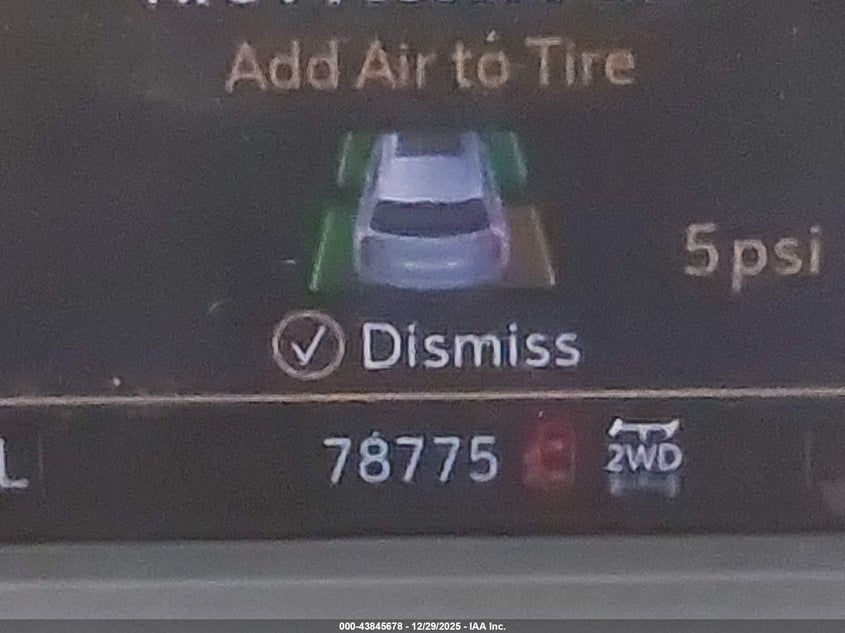 Add Air to Tire
5 psi
Dismiss
L
78775
2WD
000-43845678 - 12/29/2025 - IAA Inc.